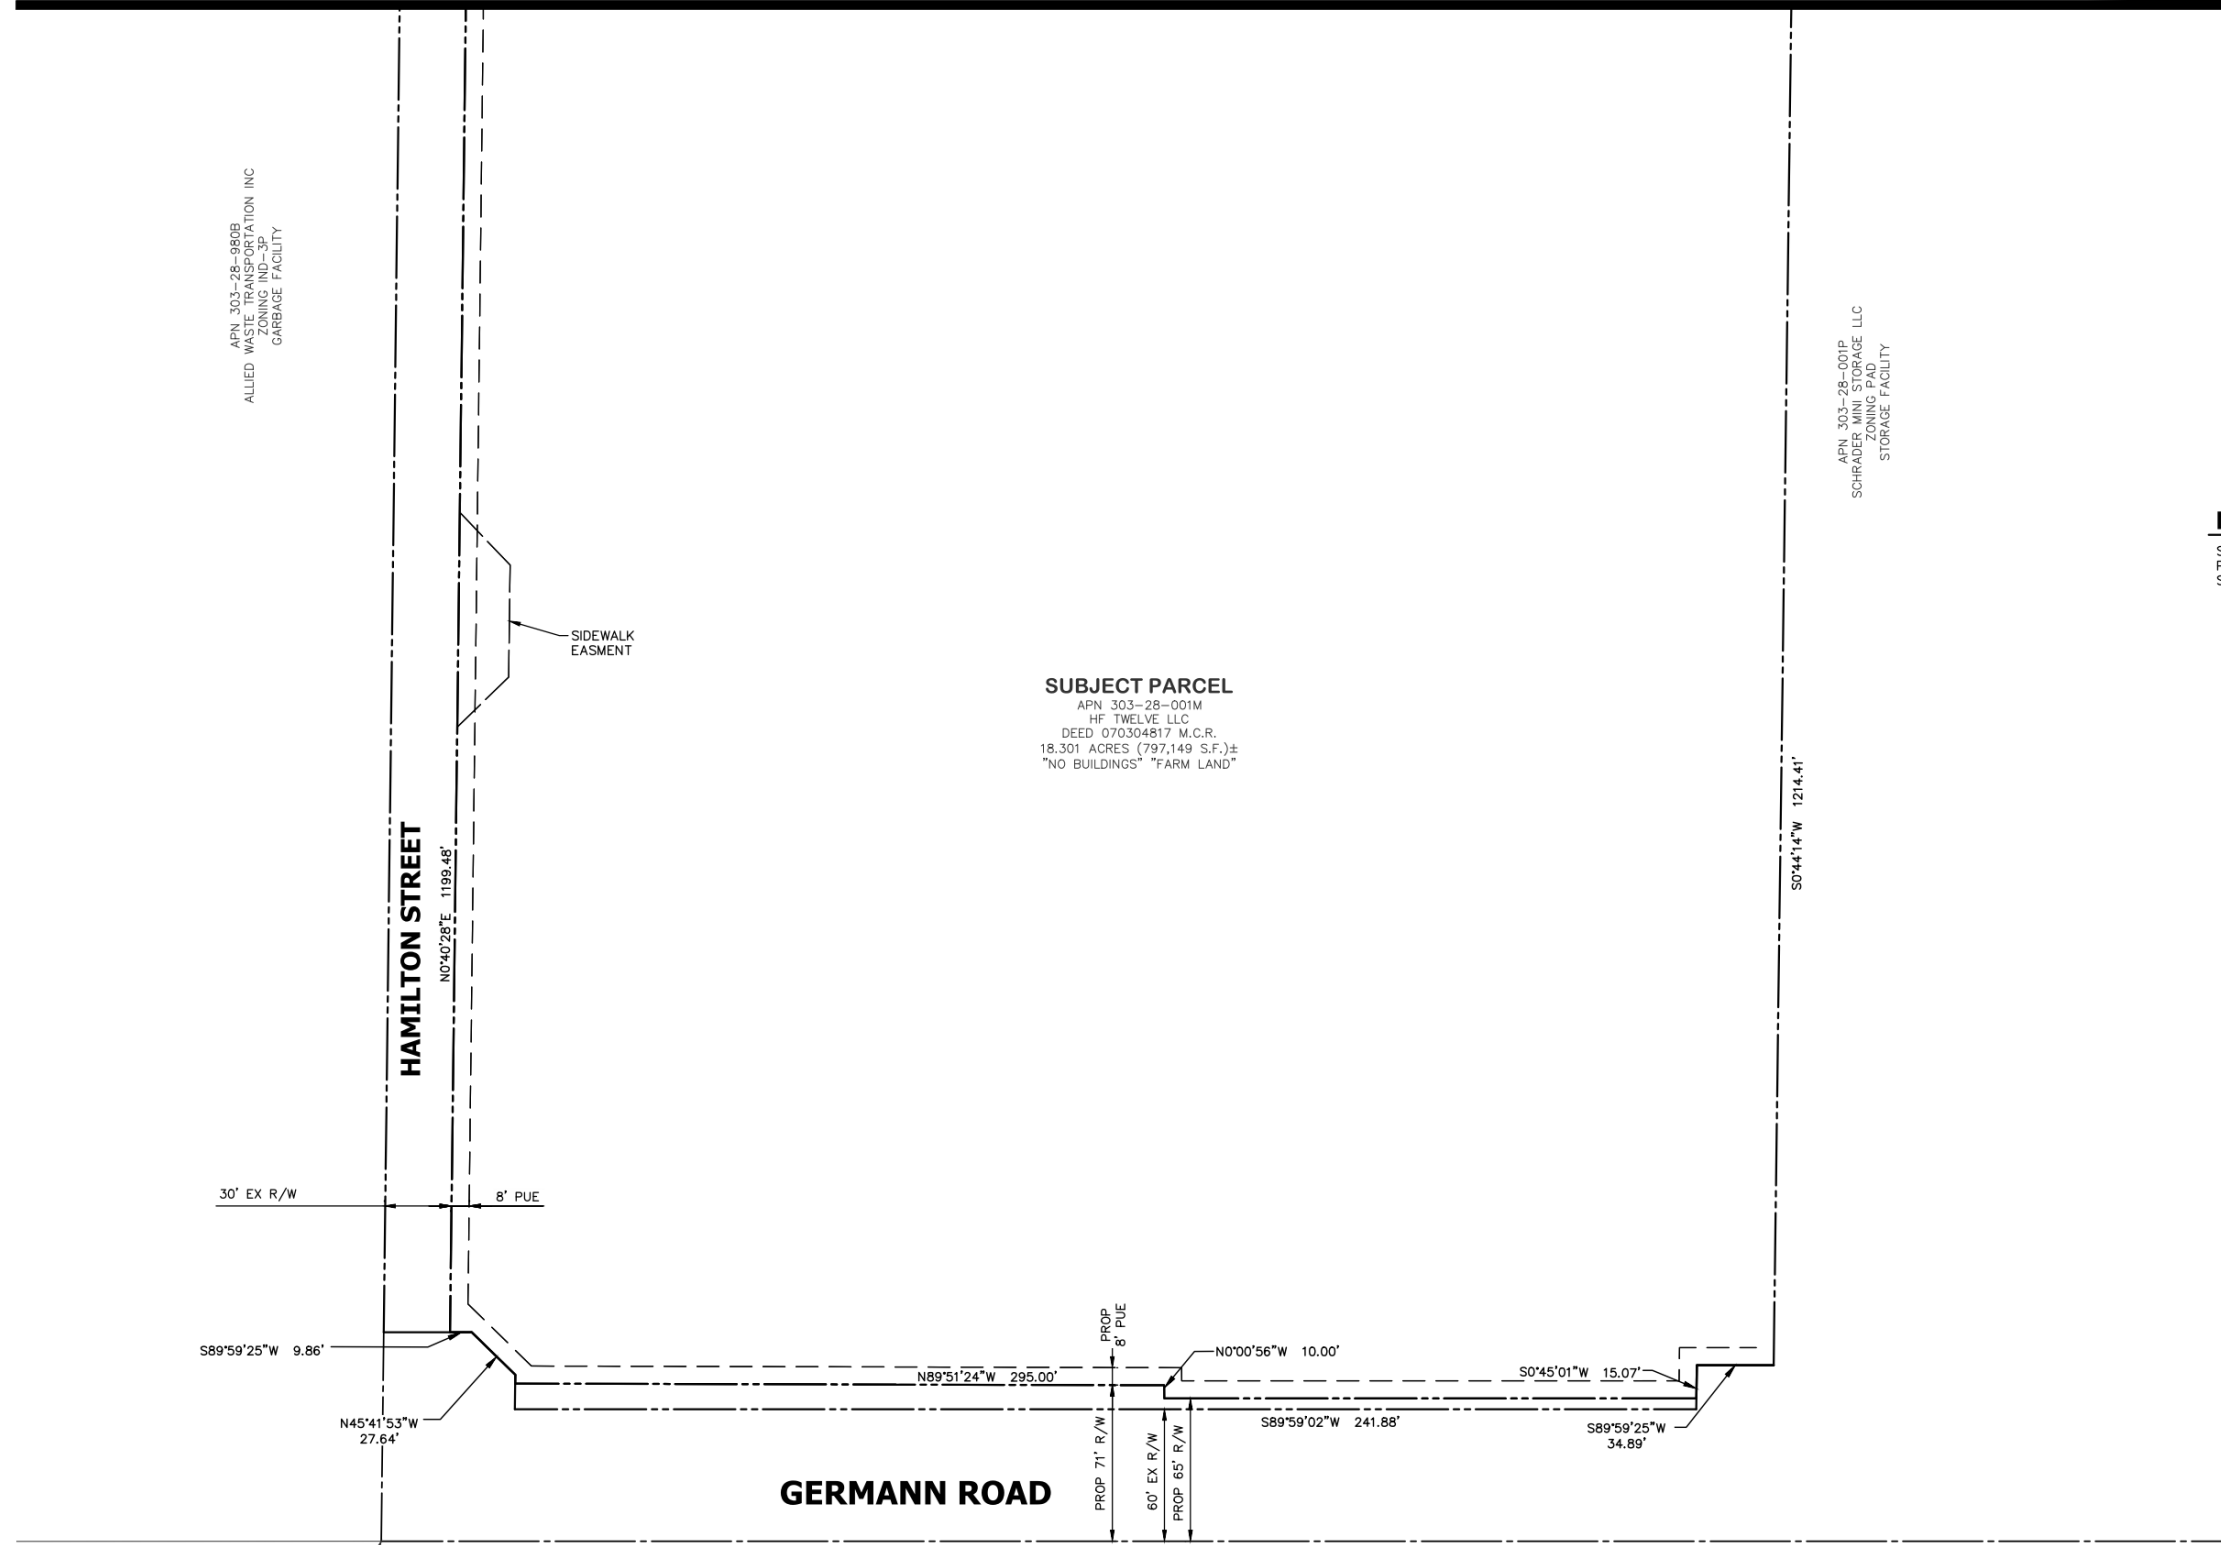 APN 303-28-980B
ALLIED WASTE TRANSPORTATION INC
ZONING IND-3P
GARBAGE FACILITY
APN 303-28-001P
SCHRADER MINI STORAGE LLC
ZONING PAD
STORAGE FACILITY
SIDEWALK
EASMENT
SUBJECT PARCEL
APN 303-28-001M
HF TWELVE LLC
DEED 070304817 M.C.R.
18.301 ACRES (797,149 S.F.)±
"NO BUILDINGS" "FARM LAND"
HAMILTON STREET
N0°40'28"E 1199.48'
S0°44'14"W 1214.41'
30' EX R/W
8' PUE
S89°59'25"W 9.86'
N45°41'53"W
27.64'
PROP
8' PUE
N0°00'56"W 10.00'
N89°51'24"W 295.00'
S0°45'01"W 15.07'
S89°59'02"W 241.88'
S89°59'25"W
34.89'
PROP 71' R/W
60' EX R/W
PROP 65' R/W
GERMANN ROAD